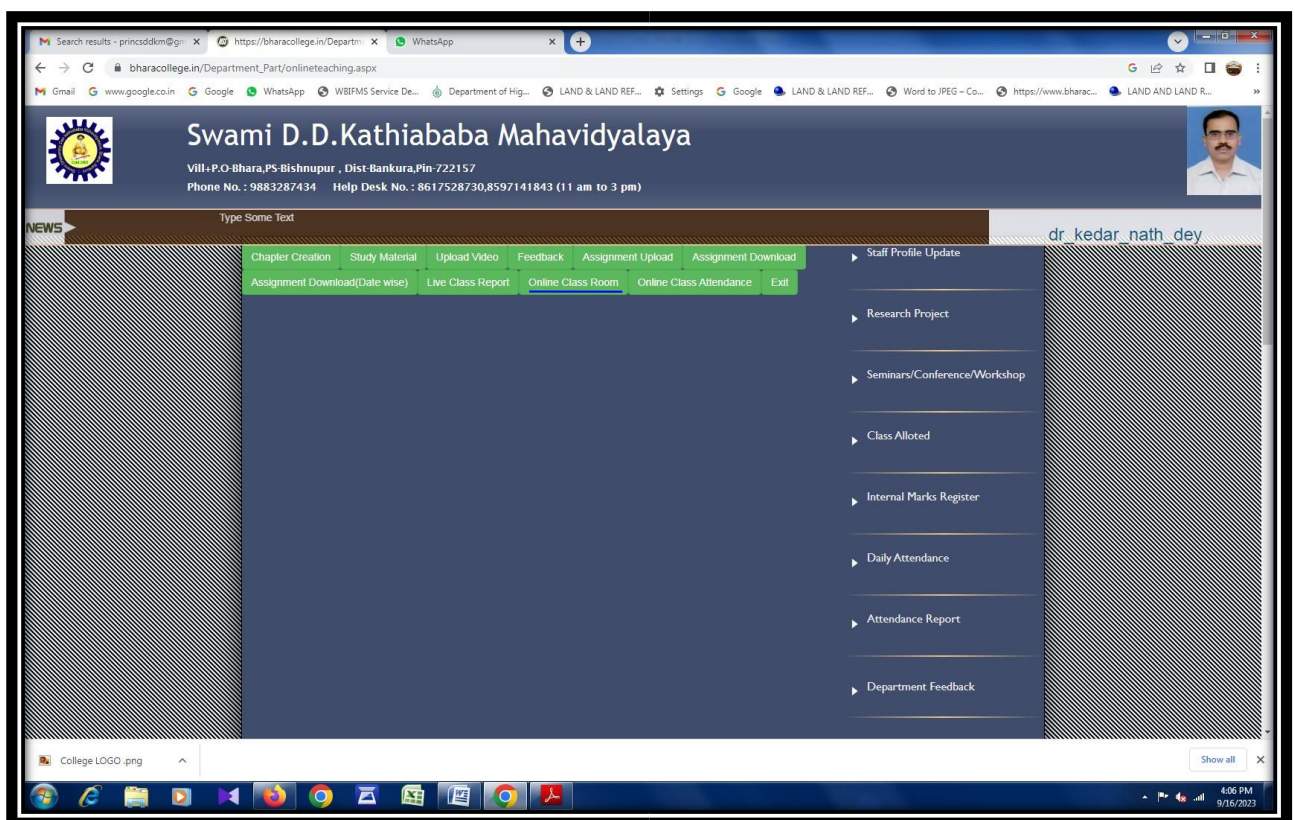 Search results - princsddkm@gm
https://bharacollege.in/Departm
WhatsApp
bharacollege.in/Department_Part/onlineteaching.aspx
Gmail www.google.co.in Google WhatsApp WBIFMS Service De... Department of Hig... LAND & LAND REF... Settings Google LAND & LAND REF... Word to JPEG – Co... https://www.bharac... LAND AND LAND R... »
Swami D.D.Kathiababa Mahavidyalaya
Vill+P.O-Bhara,PS-Bishnupur , Dist-Bankura,Pin-722157
Phone No. : 9883287434 Help Desk No. : 8617528730,8597141843 (11 am to 3 pm)
NEWS
Type Some Text
dr_kedar_nath_dey
Chapter Creation Study Material Upload Video Feedback Assignment Upload Assignment Download
Assignment Download(Date wise) Live Class Report Online Class Room Online Class Attendance Exit
Staff Profile Update
Research Project
Seminars/Conference/Workshop
Class Alloted
Internal Marks Register
Daily Attendance
Attendance Report
Department Feedback
College LOGO .png
Show all
4:06 PM
9/16/2023